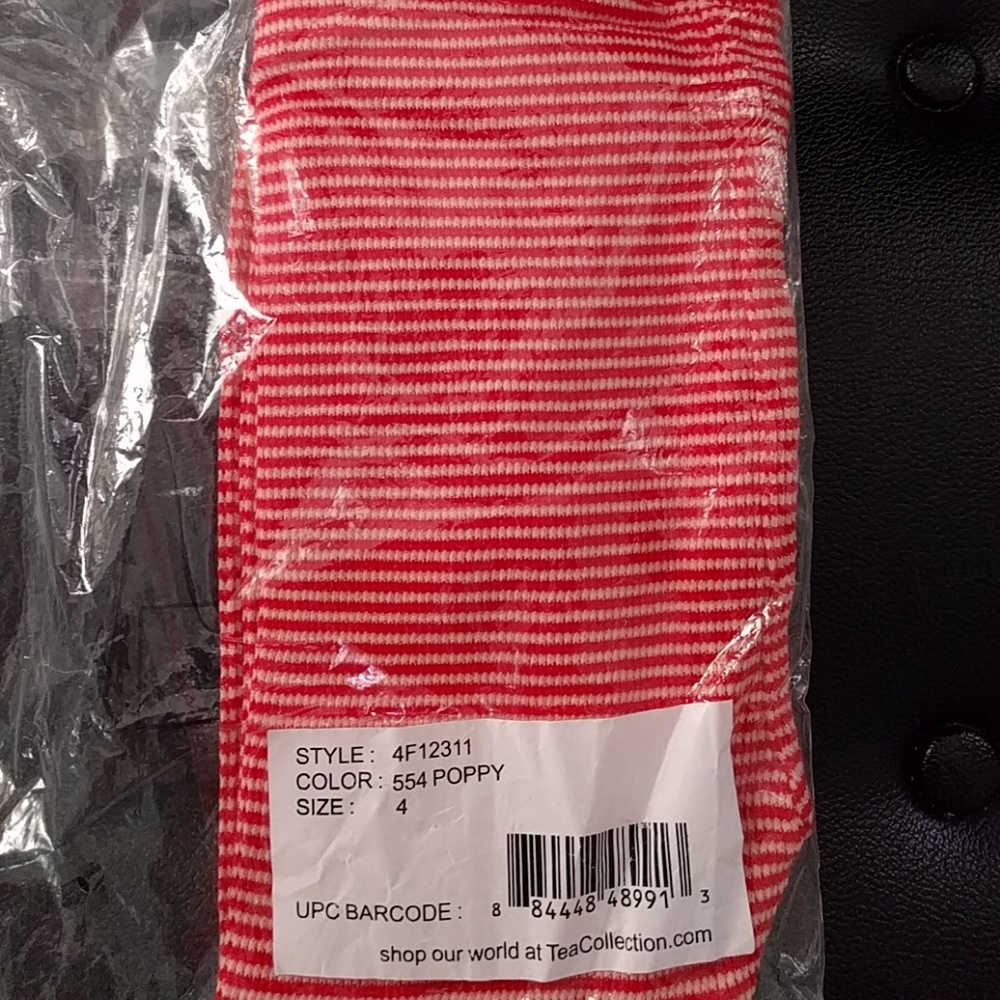 STYLE : 4F12311
COLOR : 554 POPPY
SIZE : 4
UPC BARCODE : 8 84448 48991 3
shop our world at TeaCollection.com